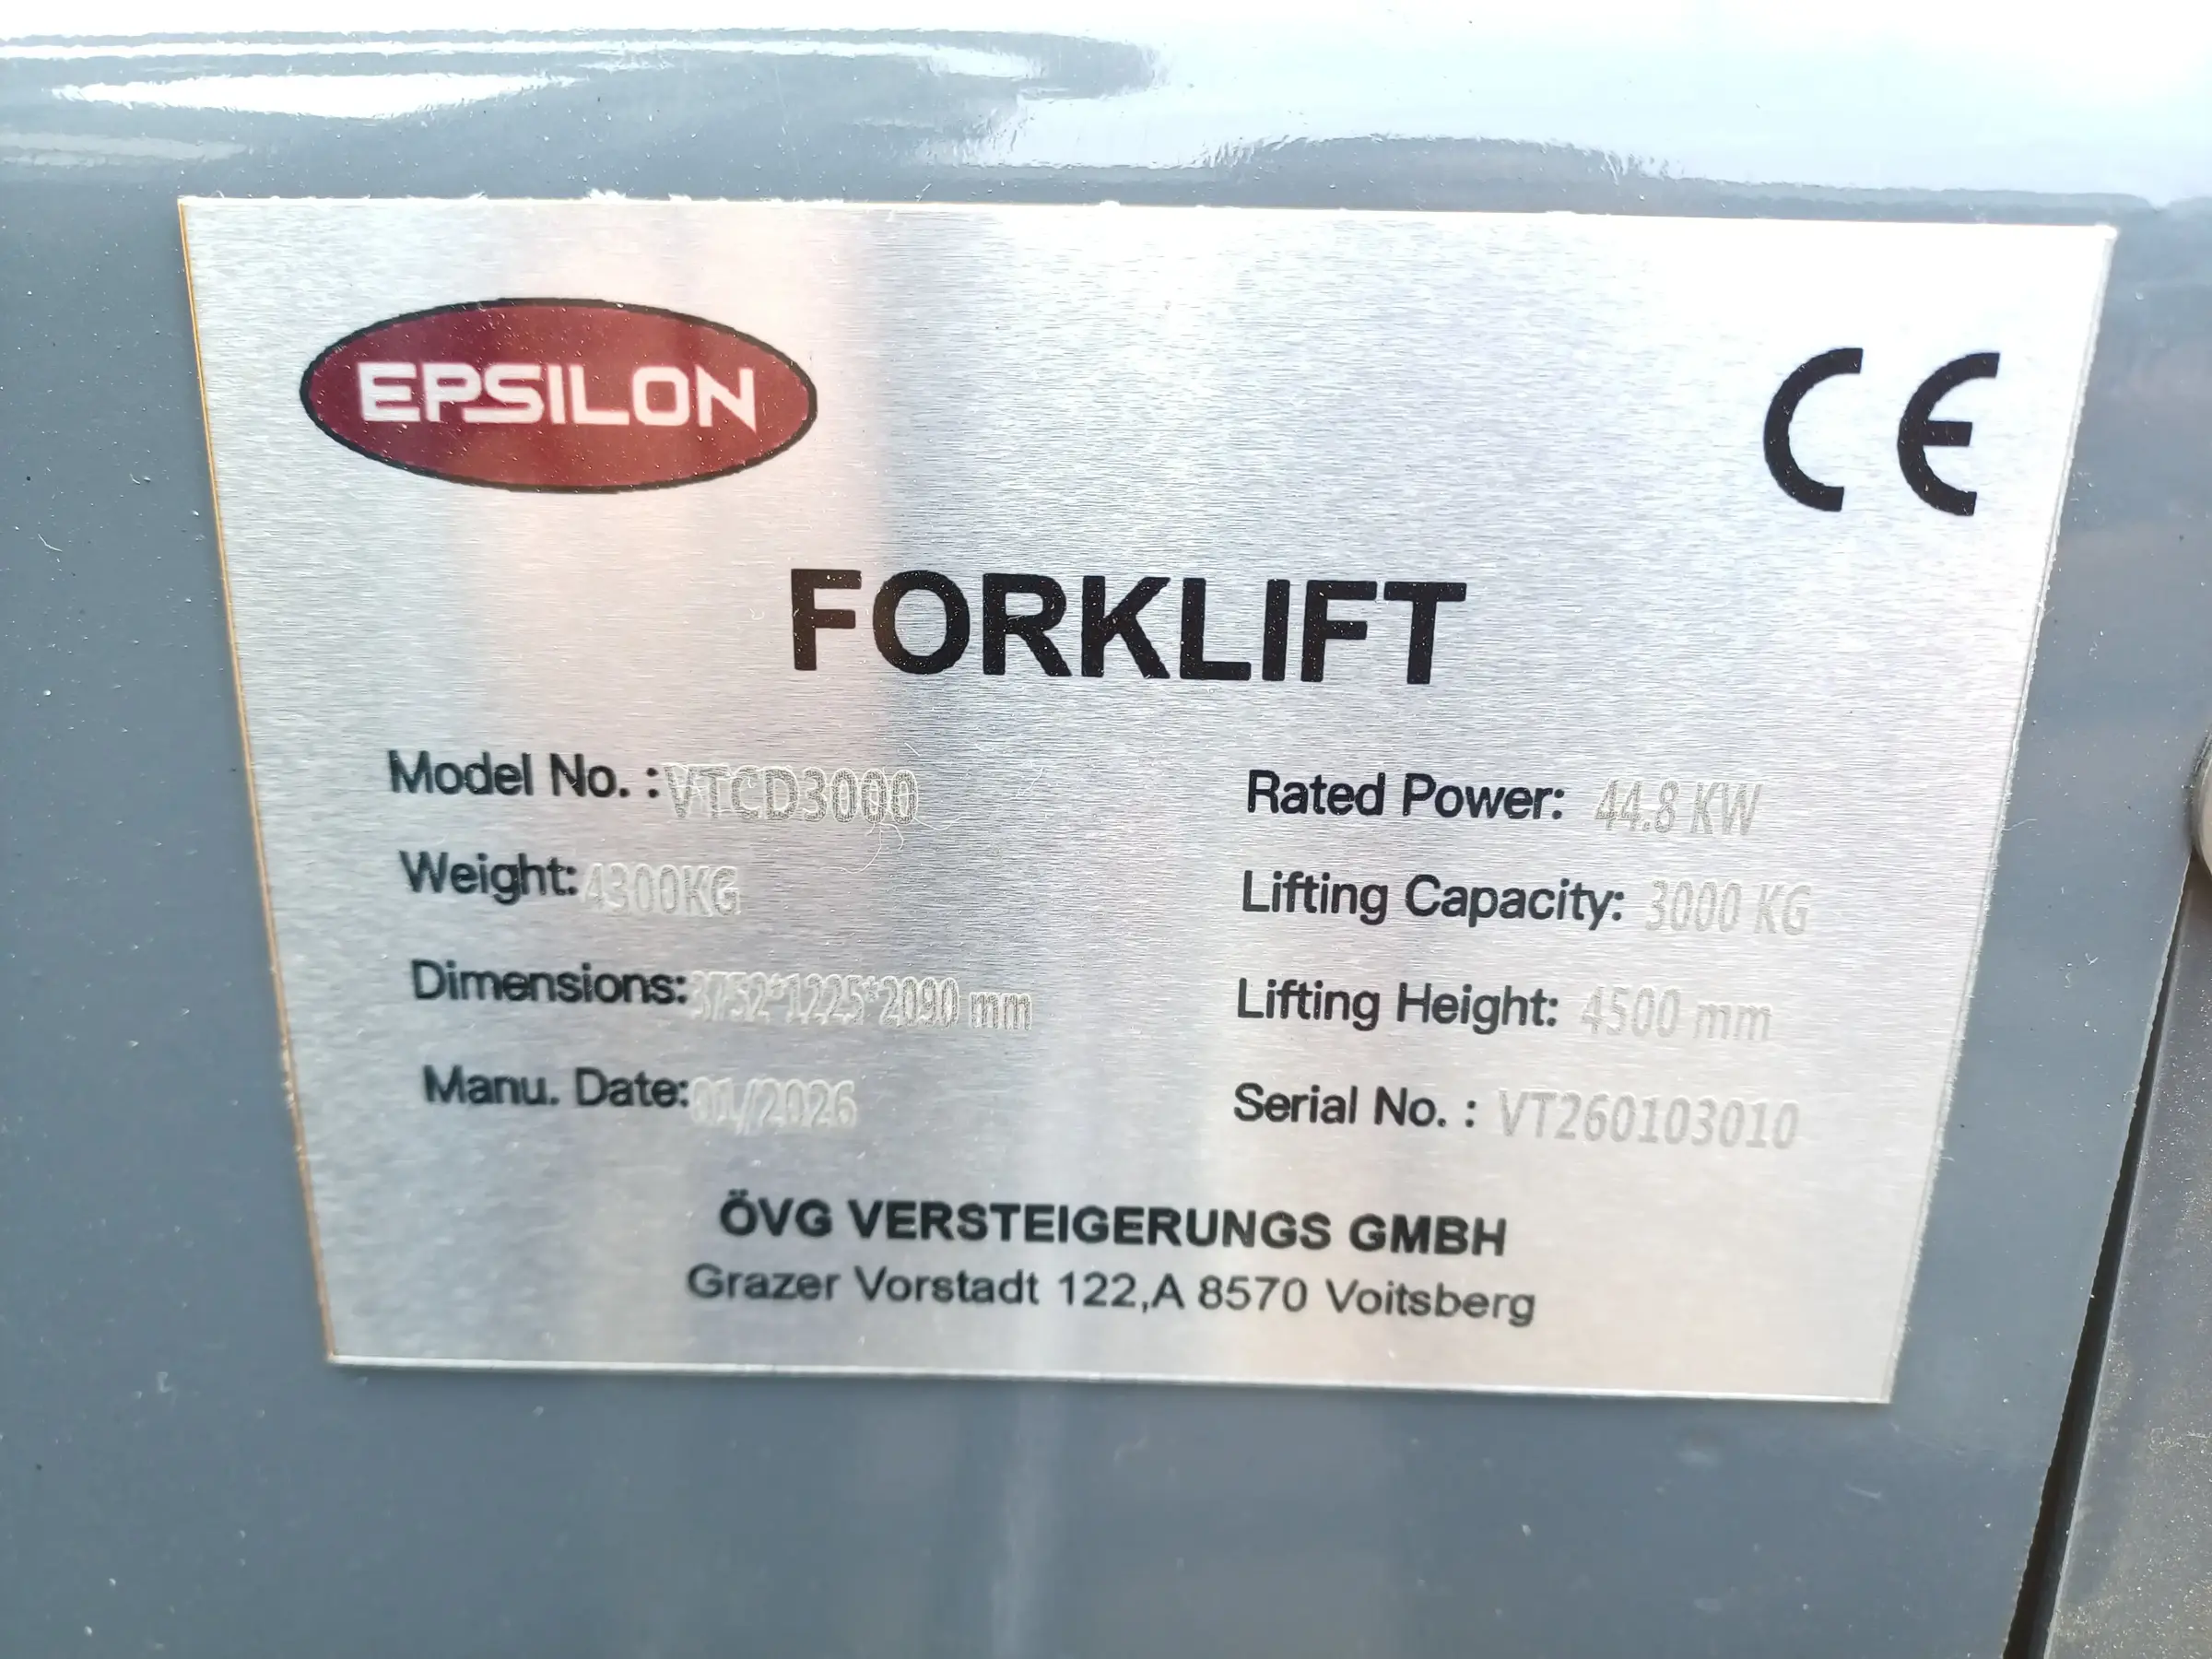 EPSILON
CE
FORKLIFT
Model No. :VTCD3000
Rated Power: 44.8 KW
Weight:4300KG
Lifting Capacity: 3000 KG
Dimensions:3752*1225*2090 mm
Lifting Height: 4500 mm
Manu. Date:01/2026
Serial No. : VT260103010
ÖVG VERSTEIGERUNGS GMBH
Grazer Vorstadt 122,A 8570 Voitsberg